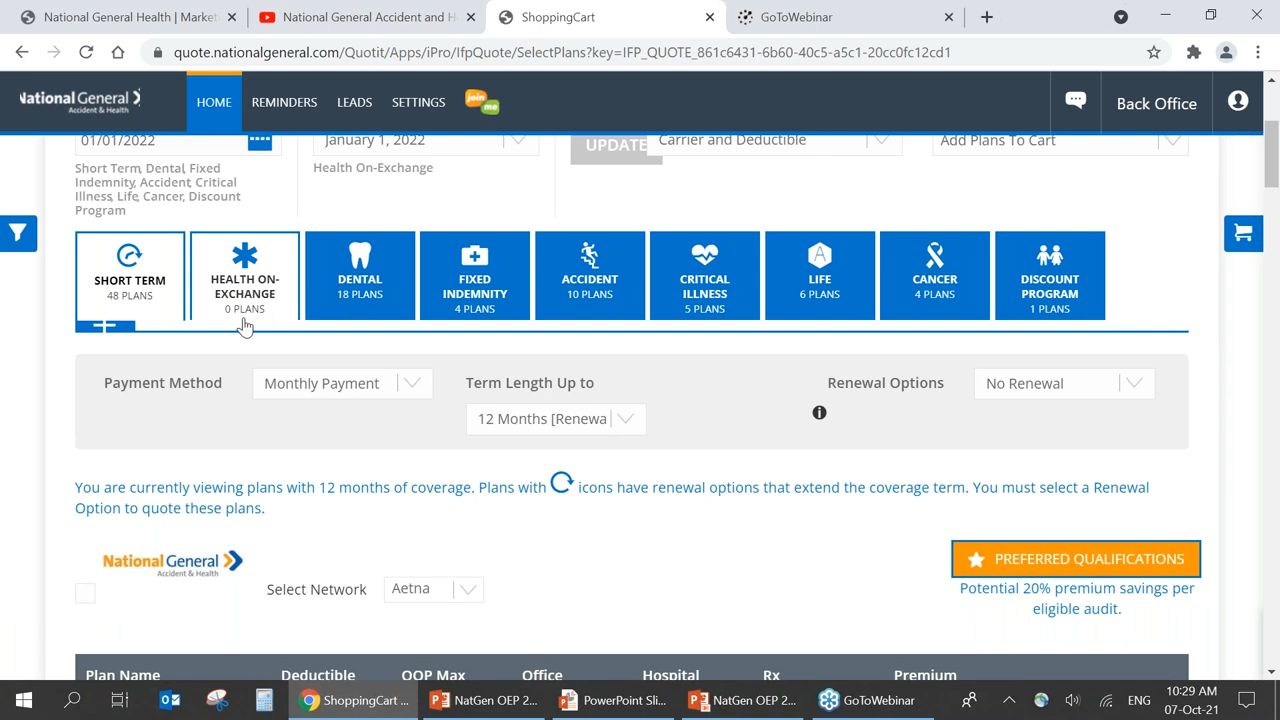 National General Health | Market
National General Accident and H
ShoppingCart
GoToWebinar
quote.nationalgeneral.com/Quotit/Apps/iPro/IfpQuote/SelectPlans?key=IFP_QUOTE_861c6431-6b60-40c5-a5c1-20cc0fc12cd1
National General
Accident & Health
HOME
REMINDERS
LEADS
SETTINGS
join me
Back Office
01/01/2022
January 1, 2022
UPDATE
Carrier and Deductible
Add Plans To Cart
Short Term, Dental, Fixed
Indemnity, Accident, Critical
Illness, Life, Cancer, Discount
Program
Health On-Exchange
SHORT TERM
48 PLANS
HEALTH ON-
EXCHANGE
0 PLANS
DENTAL
18 PLANS
FIXED
INDEMNITY
4 PLANS
ACCIDENT
10 PLANS
CRITICAL
ILLNESS
5 PLANS
LIFE
6 PLANS
CANCER
4 PLANS
DISCOUNT
PROGRAM
1 PLANS
Payment Method
Monthly Payment
Term Length Up to
12 Months [Renewa
Renewal Options
No Renewal
You are currently viewing plans with 12 months of coverage. Plans with icons have renewal options that extend the coverage term. You must select a Renewal
Option to quote these plans.
National General
Accident & Health
Select Network
Aetna
PREFERRED QUALIFICATIONS
Potential 20% premium savings per
eligible audit.
Plan Name
Deductible
OOP Max
Office
Hospital
Rx
Premium
ShoppingCart ...
NatGen OEP 2...
PowerPoint Sli...
NatGen OEP 2...
GoToWebinar
ENG
10:29 AM
07-Oct-21